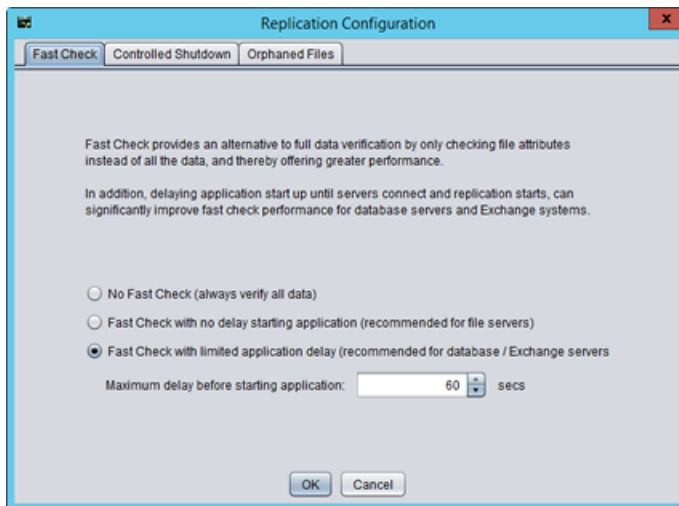 Replication Configuration
x
Fast Check Controlled Shutdown Orphaned Files
Fast Check provides an alternative to full data verification by only checking file attributes
instead of all the data, and thereby offering greater performance.
In addition, delaying application start up until servers connect and replication starts, can
significantly improve fast check performance for database servers and Exchange systems.
No Fast Check (always verify all data)
Fast Check with no delay starting application (recommended for file servers)
Fast Check with limited application delay (recommended for database / Exchange servers
Maximum delay before starting application: 60 secs
OK Cancel